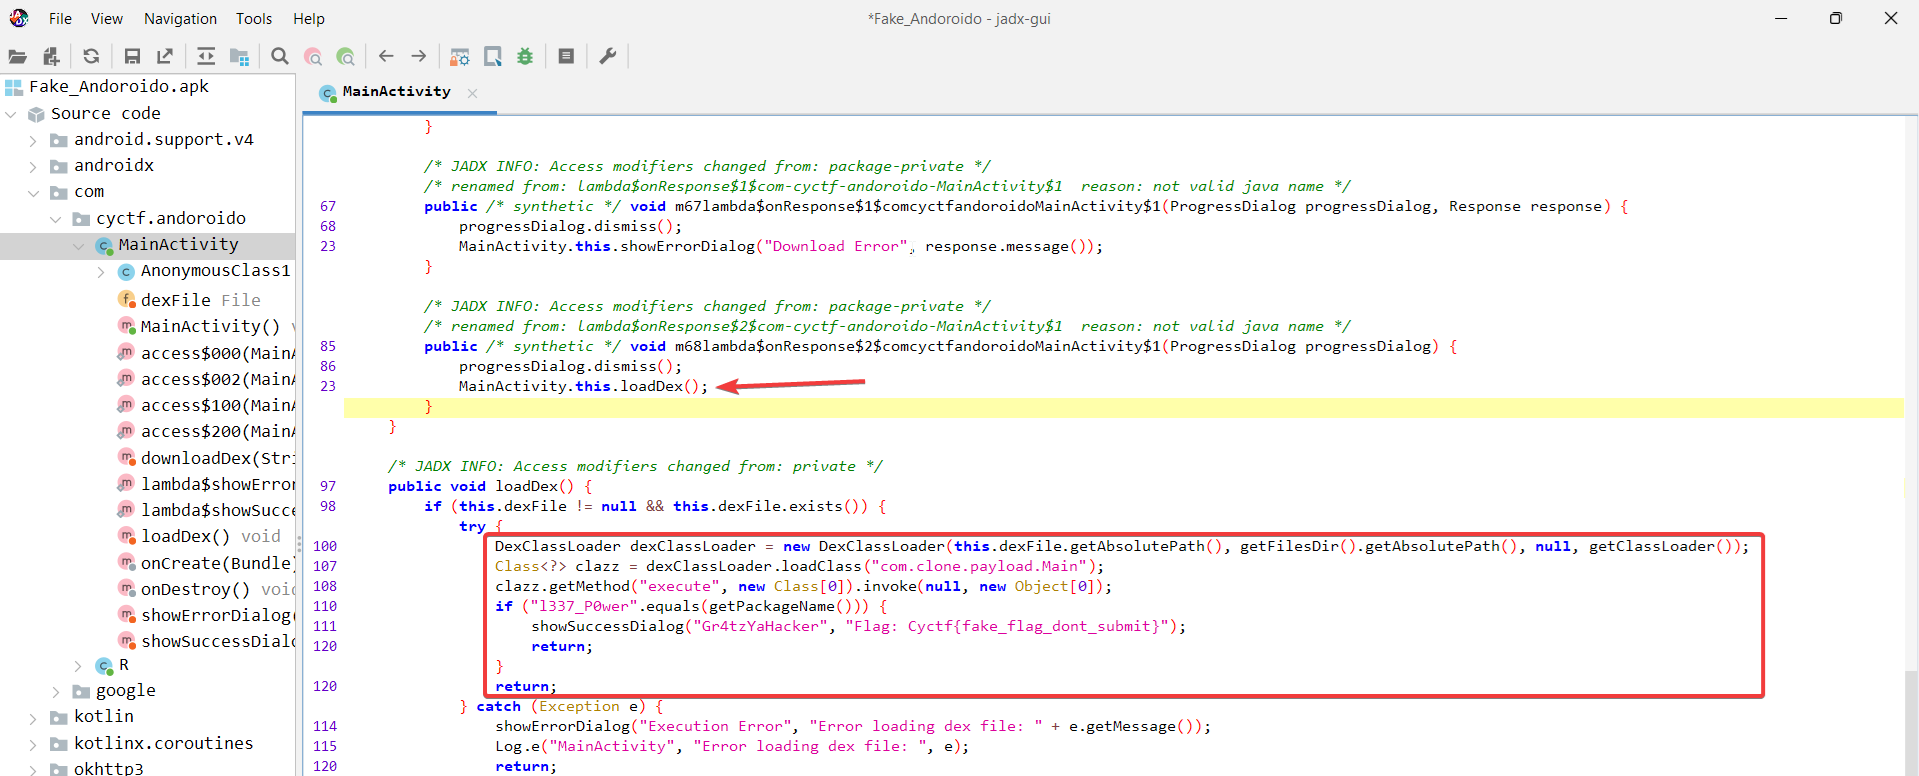 File View Navigation Tools Help
*Fake_Andoroido - jadx-gui
Fake_Andoroido.apk
Source code
android.support.v4
androidx
com
cyctf.andoroido
MainActivity
AnonymousClass1
dexFile File
MainActivity() v
access$000(MainA
access$002(MainA
access$100(MainA
access$200(MainA
downloadDex(Stri
lambda$showError
lambda$showSucce
loadDex() void
onCreate(Bundle)
onDestroy() void
showErrorDialog(
showSuccessDialo
R
google
kotlin
kotlinx.coroutines
okhttp3
MainActivity
}
/* JADX INFO: Access modifiers changed from: package-private */
/* renamed from: lambda$onResponse$1$com-cyctf-andoroido-MainActivity$1  reason: not valid java name */
67 public /* synthetic */ void m67lambda$onResponse$1$comcyctfandoroidoMainActivity$1(ProgressDialog progressDialog, Response response) {
68 progressDialog.dismiss();
23 MainActivity.this.showErrorDialog("Download Error", response.message());
}
/* JADX INFO: Access modifiers changed from: package-private */
/* renamed from: lambda$onResponse$2$com-cyctf-andoroido-MainActivity$1  reason: not valid java name */
85 public /* synthetic */ void m68lambda$onResponse$2$comcyctfandoroidoMainActivity$1(ProgressDialog progressDialog) {
86 progressDialog.dismiss();
23 MainActivity.this.loadDex();
}
}
/* JADX INFO: Access modifiers changed from: private */
97 public void loadDex() {
98 if (this.dexFile != null && this.dexFile.exists()) {
try {
100 DexClassLoader dexClassLoader = new DexClassLoader(this.dexFile.getAbsolutePath(), getFilesDir().getAbsolutePath(), null, getClassLoader());
107 Class<?> clazz = dexClassLoader.loadClass("com.clone.payload.Main");
108 clazz.getMethod("execute", new Class[0]).invoke(null, new Object[0]);
110 if ("l337_P0wer".equals(getPackageName())) {
111 showSuccessDialog("Gr4tzYaHacker", "Flag: Cyctf{fake_flag_dont_submit}");
120 return;
}
120 return;
} catch (Exception e) {
114 showErrorDialog("Execution Error", "Error loading dex file: " + e.getMessage());
115 Log.e("MainActivity", "Error loading dex file: ", e);
120 return;